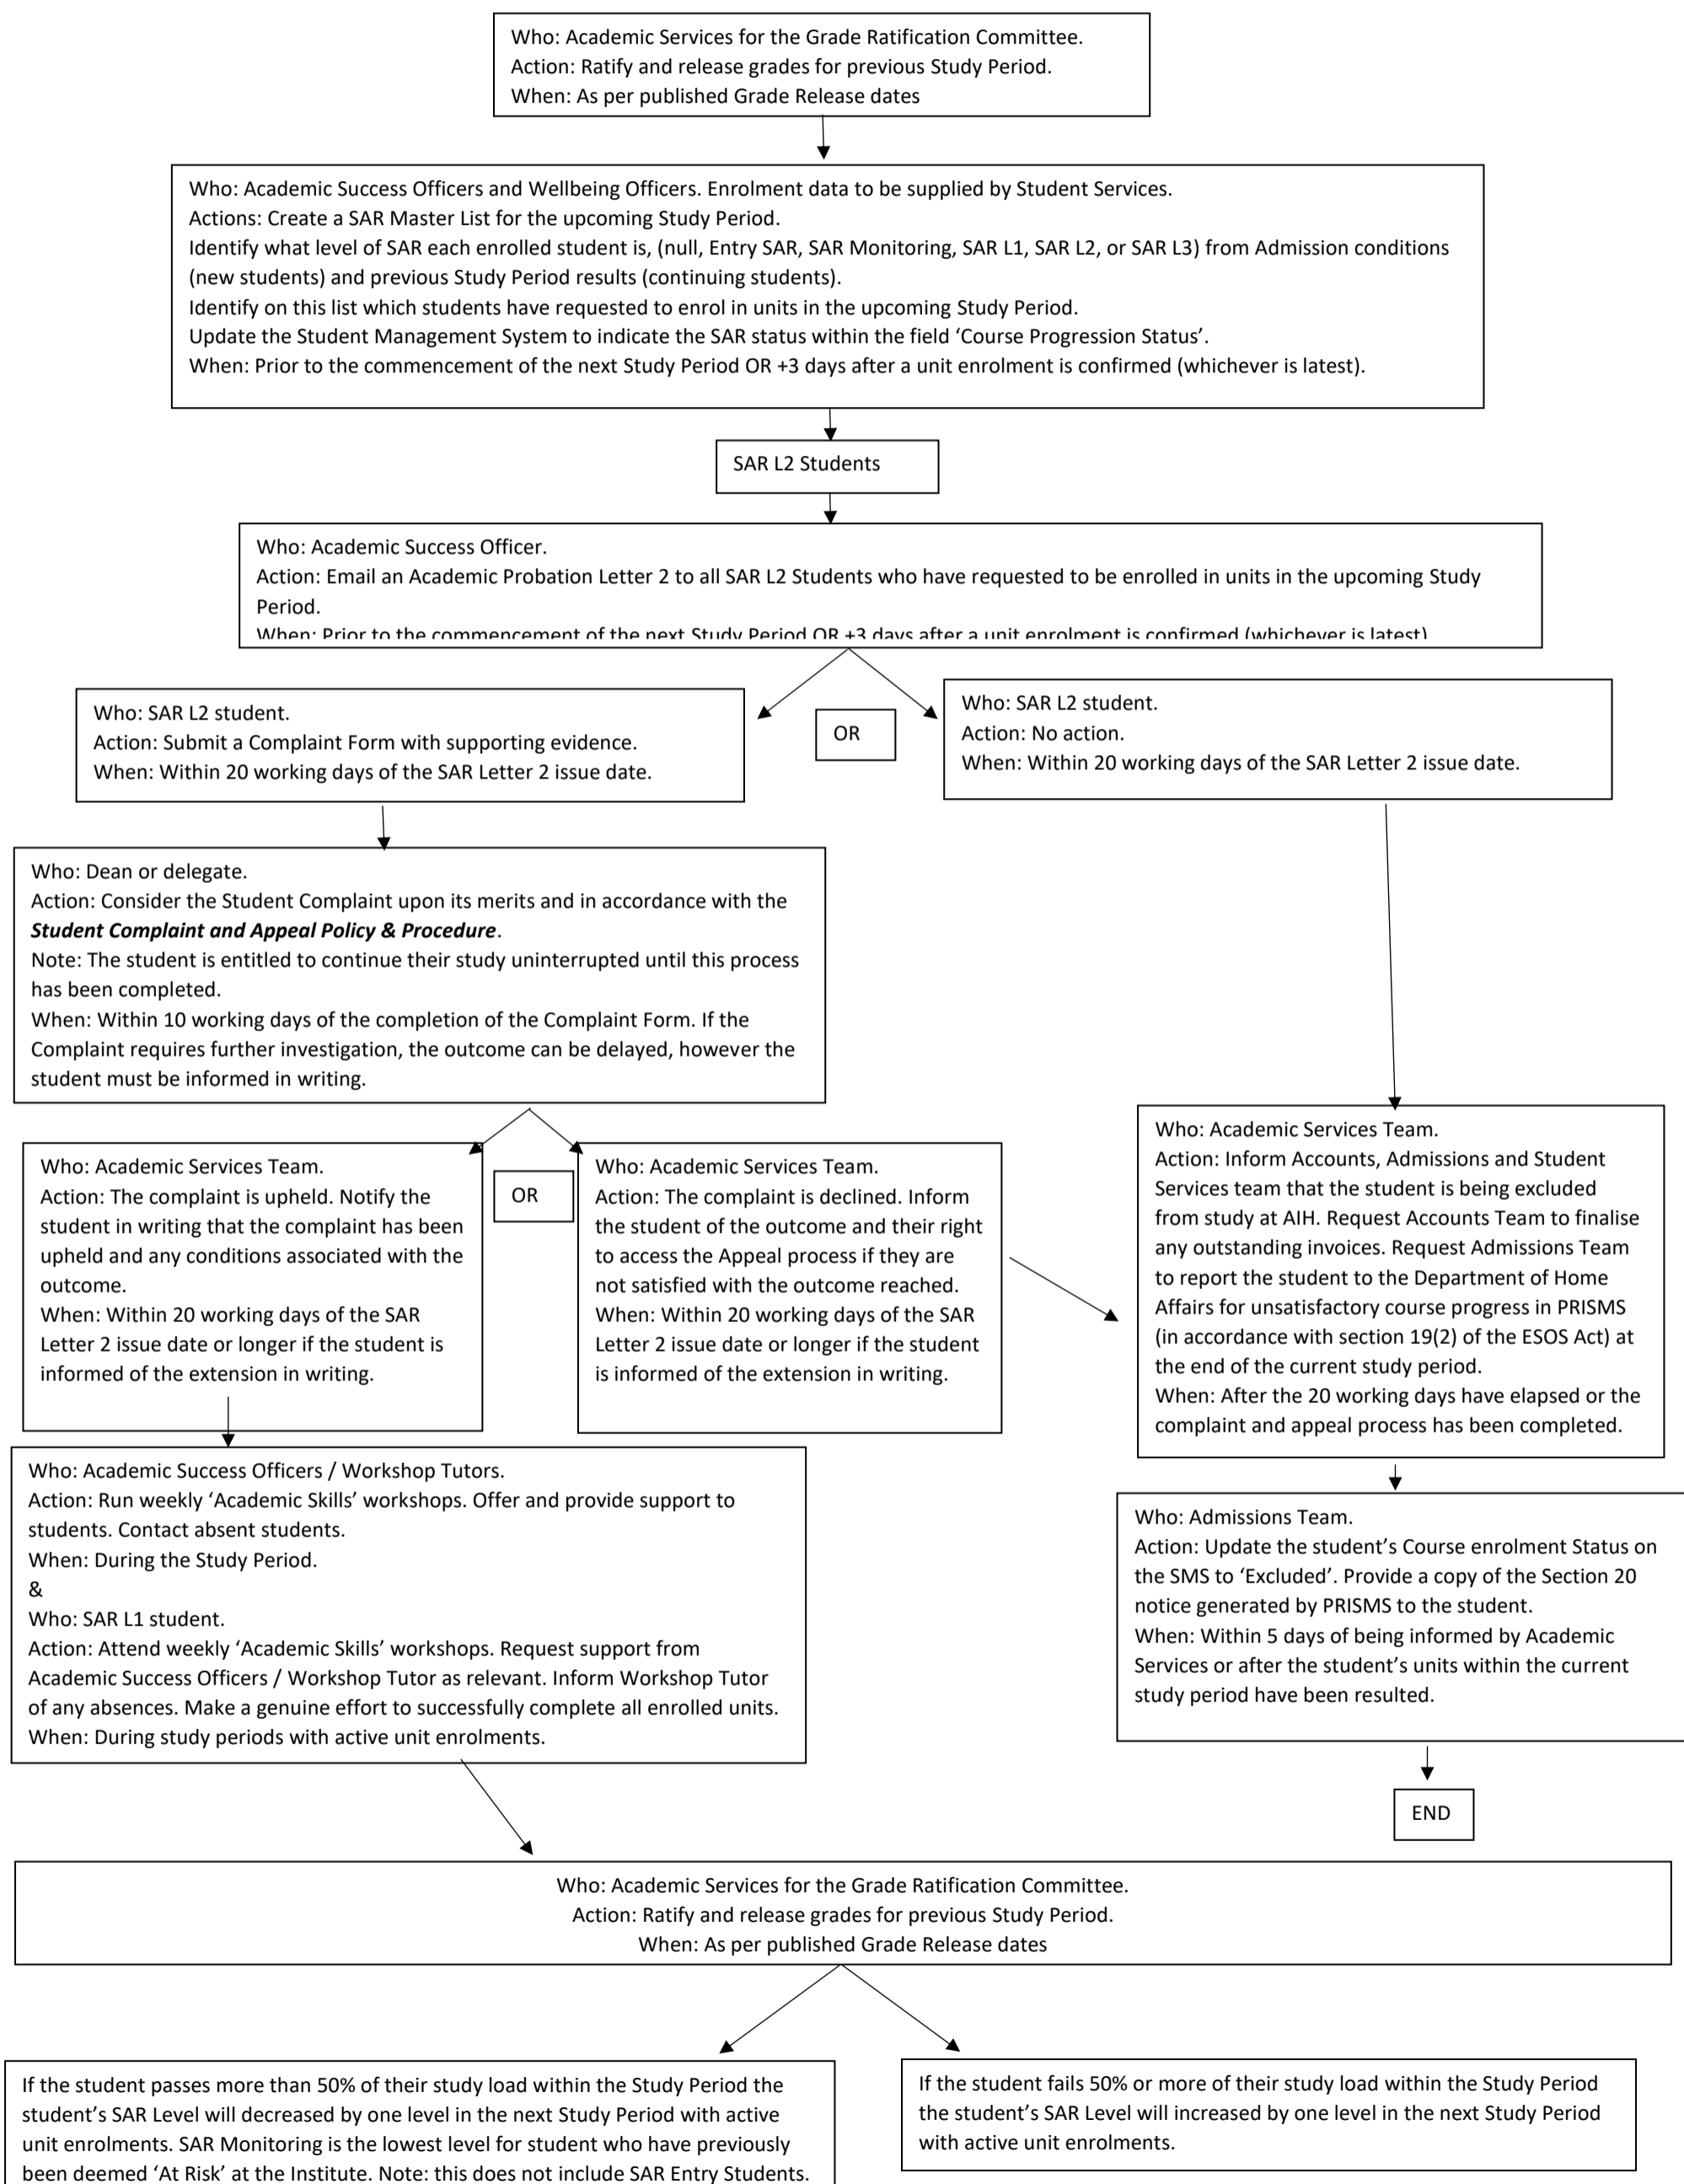 Who: Academic Services for the Grade Ratification Committee.
Action: Ratify and release grades for previous Study Period.
When: As per published Grade Release dates
Who: Academic Success Officers and Wellbeing Officers. Enrolment data to be supplied by Student Services.
Actions: Create a SAR Master List for the upcoming Study Period.
Identify what level of SAR each enrolled student is, (null, Entry SAR, SAR Monitoring, SAR L1, SAR L2, or SAR L3) from Admission conditions
(new students) and previous Study Period results (continuing students).
Identify on this list which students have requested to enrol in units in the upcoming Study Period.
Update the Student Management System to indicate the SAR status within the field ‘Course Progression Status’.
When: Prior to the commencement of the next Study Period OR +3 days after a unit enrolment is confirmed (whichever is latest).
SAR L2 Students
Who: Academic Success Officer.
Action: Email an Academic Probation Letter 2 to all SAR L2 Students who have requested to be enrolled in units in the upcoming Study
Period.
When: Prior to the commencement of the next Study Period OR +3 days after a unit enrolment is confirmed (whichever is latest)
Who: SAR L2 student.
Action: Submit a Complaint Form with supporting evidence.
When: Within 20 working days of the SAR Letter 2 issue date.
OR
Who: SAR L2 student.
Action: No action.
When: Within 20 working days of the SAR Letter 2 issue date.
Who: Dean or delegate.
Action: Consider the Student Complaint upon its merits and in accordance with the
Student Complaint and Appeal Policy & Procedure.
Note: The student is entitled to continue their study uninterrupted until this process
has been completed.
When: Within 10 working days of the completion of the Complaint Form. If the
Complaint requires further investigation, the outcome can be delayed, however the
student must be informed in writing.
Who: Academic Services Team.
Action: The complaint is upheld. Notify the
student in writing that the complaint has been
upheld and any conditions associated with the
outcome.
When: Within 20 working days of the SAR
Letter 2 issue date or longer if the student is
informed of the extension in writing.
OR
Who: Academic Services Team.
Action: The complaint is declined. Inform
the student of the outcome and their right
to access the Appeal process if they are
not satisfied with the outcome reached.
When: Within 20 working days of the SAR
Letter 2 issue date or longer if the student
is informed of the extension in writing.
Who: Academic Services Team.
Action: Inform Accounts, Admissions and Student
Services team that the student is being excluded
from study at AIH. Request Accounts Team to finalise
any outstanding invoices. Request Admissions Team
to report the student to the Department of Home
Affairs for unsatisfactory course progress in PRISMS
(in accordance with section 19(2) of the ESOS Act) at
the end of the current study period.
When: After the 20 working days have elapsed or the
complaint and appeal process has been completed.
Who: Academic Success Officers / Workshop Tutors.
Action: Run weekly ‘Academic Skills’ workshops. Offer and provide support to
students. Contact absent students.
When: During the Study Period.
&
Who: SAR L1 student.
Action: Attend weekly ‘Academic Skills’ workshops. Request support from
Academic Success Officers / Workshop Tutor as relevant. Inform Workshop Tutor
of any absences. Make a genuine effort to successfully complete all enrolled units.
When: During study periods with active unit enrolments.
Who: Admissions Team.
Action: Update the student’s Course enrolment Status on
the SMS to ‘Excluded’. Provide a copy of the Section 20
notice generated by PRISMS to the student.
When: Within 5 days of being informed by Academic
Services or after the student’s units within the current
study period have been resulted.
END
Who: Academic Services for the Grade Ratification Committee.
Action: Ratify and release grades for previous Study Period.
When: As per published Grade Release dates
If the student passes more than 50% of their study load within the Study Period the
student’s SAR Level will decreased by one level in the next Study Period with active
unit enrolments. SAR Monitoring is the lowest level for student who have previously
been deemed ‘At Risk’ at the Institute. Note: this does not include SAR Entry Students.
If the student fails 50% or more of their study load within the Study Period
the student’s SAR Level will increased by one level in the next Study Period
with active unit enrolments.